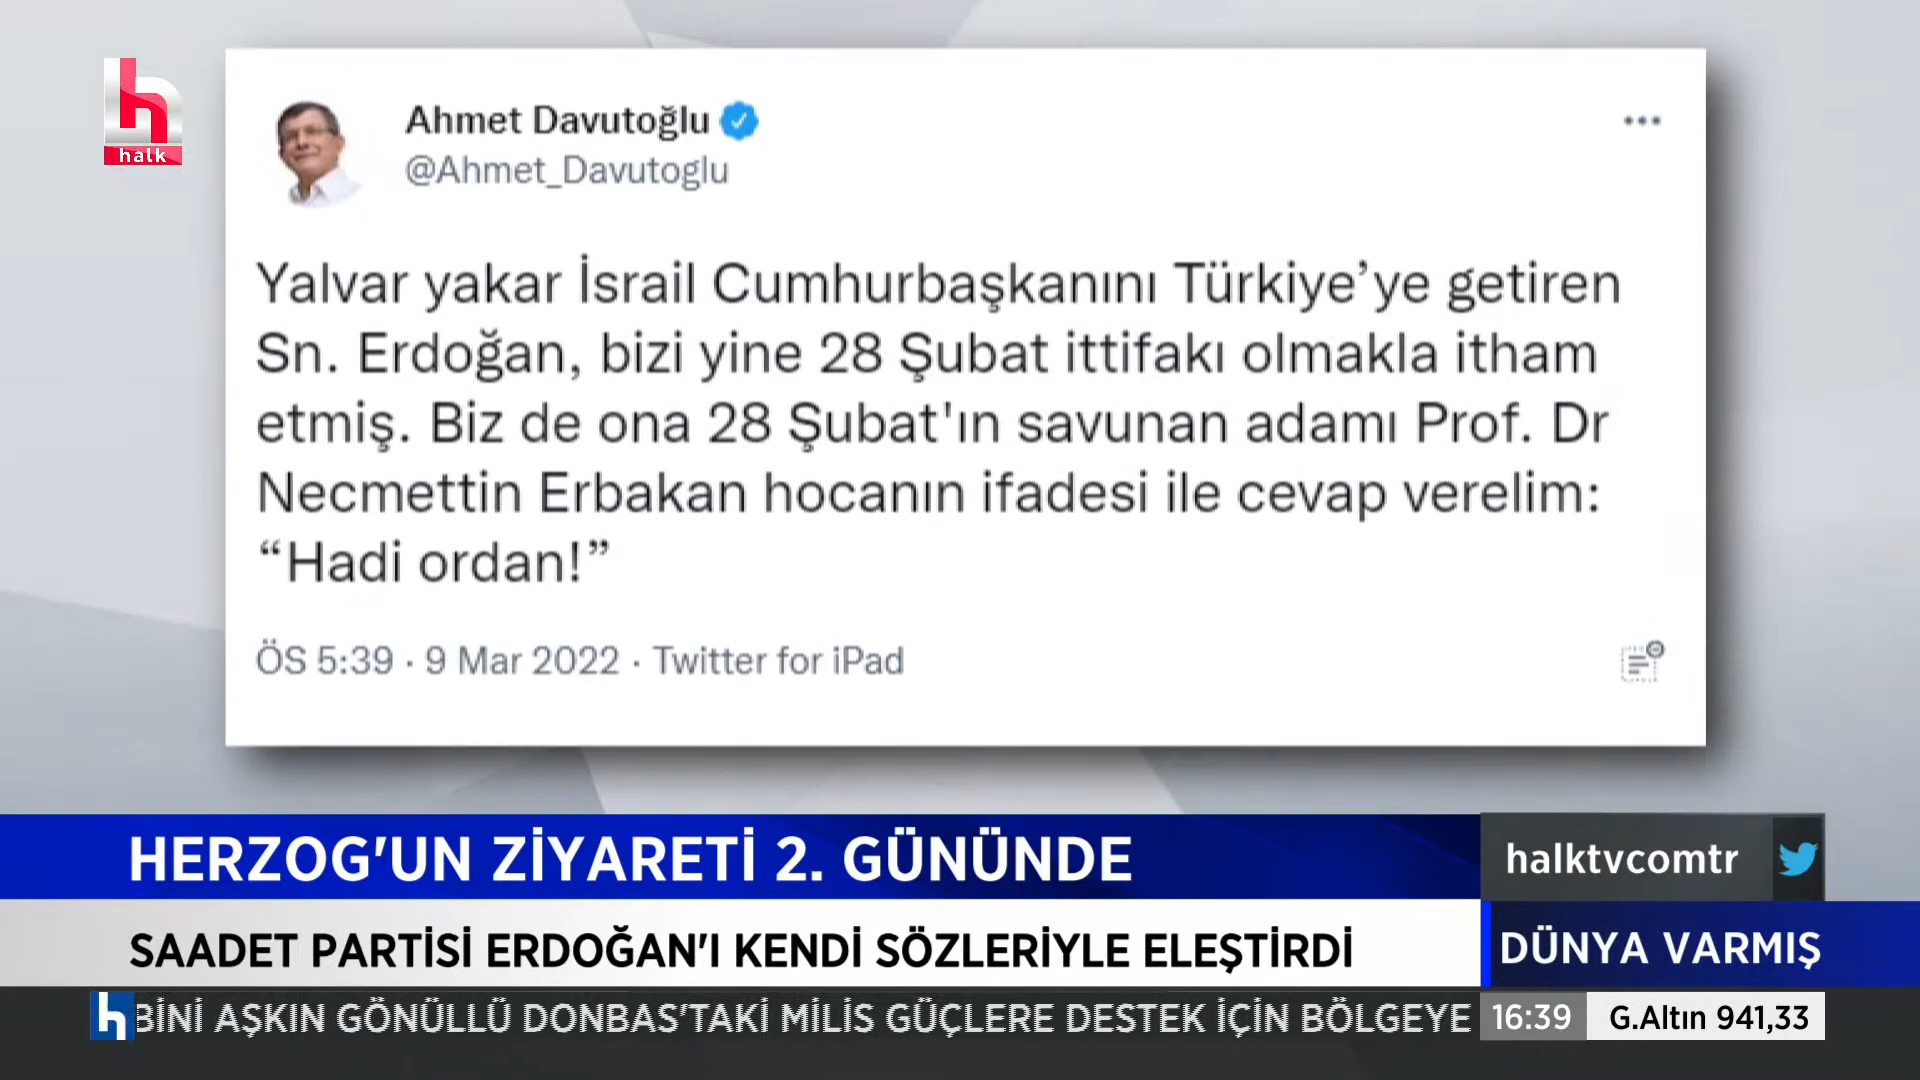 halk
Ahmet Davutoğlu
@Ahmet_Davutoglu
Yalvar yakar İsrail Cumhurbaşkanını Türkiye’ye getiren
Sn. Erdoğan, bizi yine 28 Şubat ittifakı olmakla itham
etmiş. Biz de ona 28 Şubat'ın savunan adamı Prof. Dr
Necmettin Erbakan hocanın ifadesi ile cevap verelim:
“Hadi ordan!”
ÖS 5:39 · 9 Mar 2022 · Twitter for iPad
HERZOG'UN ZİYARETİ 2. GÜNÜNDE
halktvcomtr
SAADET PARTİSİ ERDOĞAN'I KENDİ SÖZLERİYLE ELEŞTİRDİ
DÜNYA VARMIŞ
BİNİ AŞKIN GÖNÜLLÜ DONBAS'TAKİ MİLİS GÜÇLERE DESTEK İÇİN BÖLGEYE
16:39
G.Altın 941,33